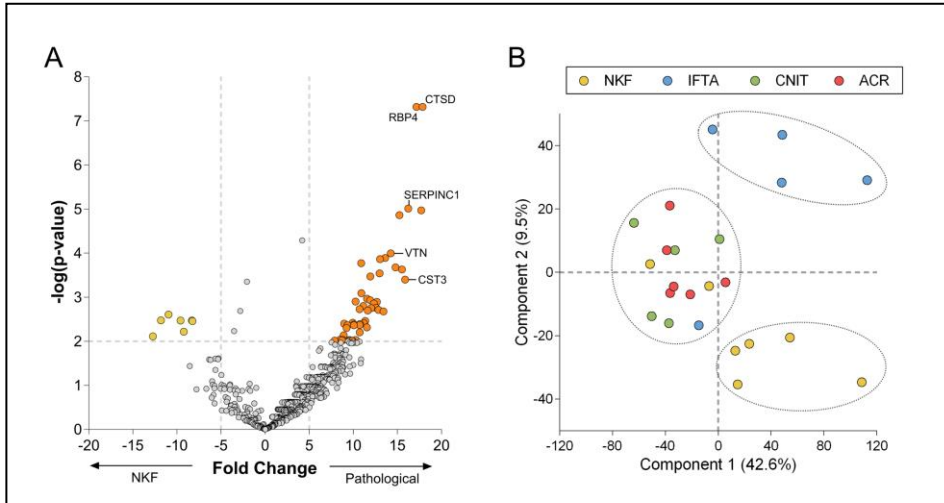 A
8
7
6
5
4
3
2
1
0
-log(p-value)
CTSD
RBP4
SERPINC1
VTN
CST3
-20 -15 -10 -5 0 5 10 15 20
NKF Fold Change Pathological
B
NKF IFTA CNIT ACR
40
20
0
-20
-40
Component 2 (9.5%)
-120 -80 -40 0 40 80 120
Component 1 (42.6%)